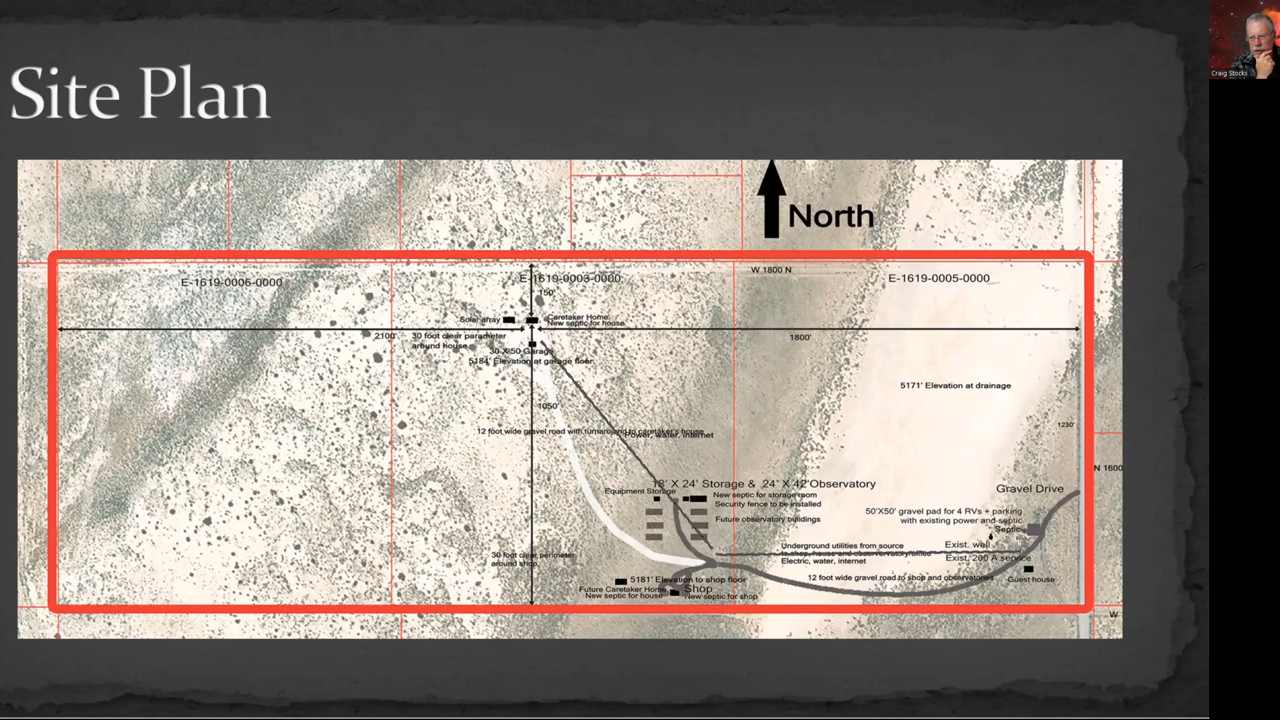 Site Plan
Craig Stocks
North
E-1619-0006-0000
E-1619-0003-0000
W 1800 N
E-1619-0005-0000
150'
Solar array
Caretaker Home
New septic for house
2100'
30 foot clear parameter
around house
1800'
30 X 50 Garage
5184' Elevation at garage floor
5171' Elevation at drainage
1050'
1230'
12 foot wide gravel road with turnaround to caretaker's house
Power, water, internet
N 1600
18' X 24' Storage & 24' X 42'Observatory
Equipment Storage
New septic for storage room
Security fence to be installed
Gravel Drive
Future observatory buildings
50'X50' gravel pad for 4 RVs + parking
with existing power and septic
Septic
Underground utilities from source
to shop, house and observatory/office
Electric, water, internet
Exist. well
Exist. 200 A service
30 foot clear perimeter
around shop
12 foot wide gravel road to shop and observatories
Guest house
5181' Elevation to shop floor
Future Caretaker Home
New septic for house
Shop
New septic for shop
W